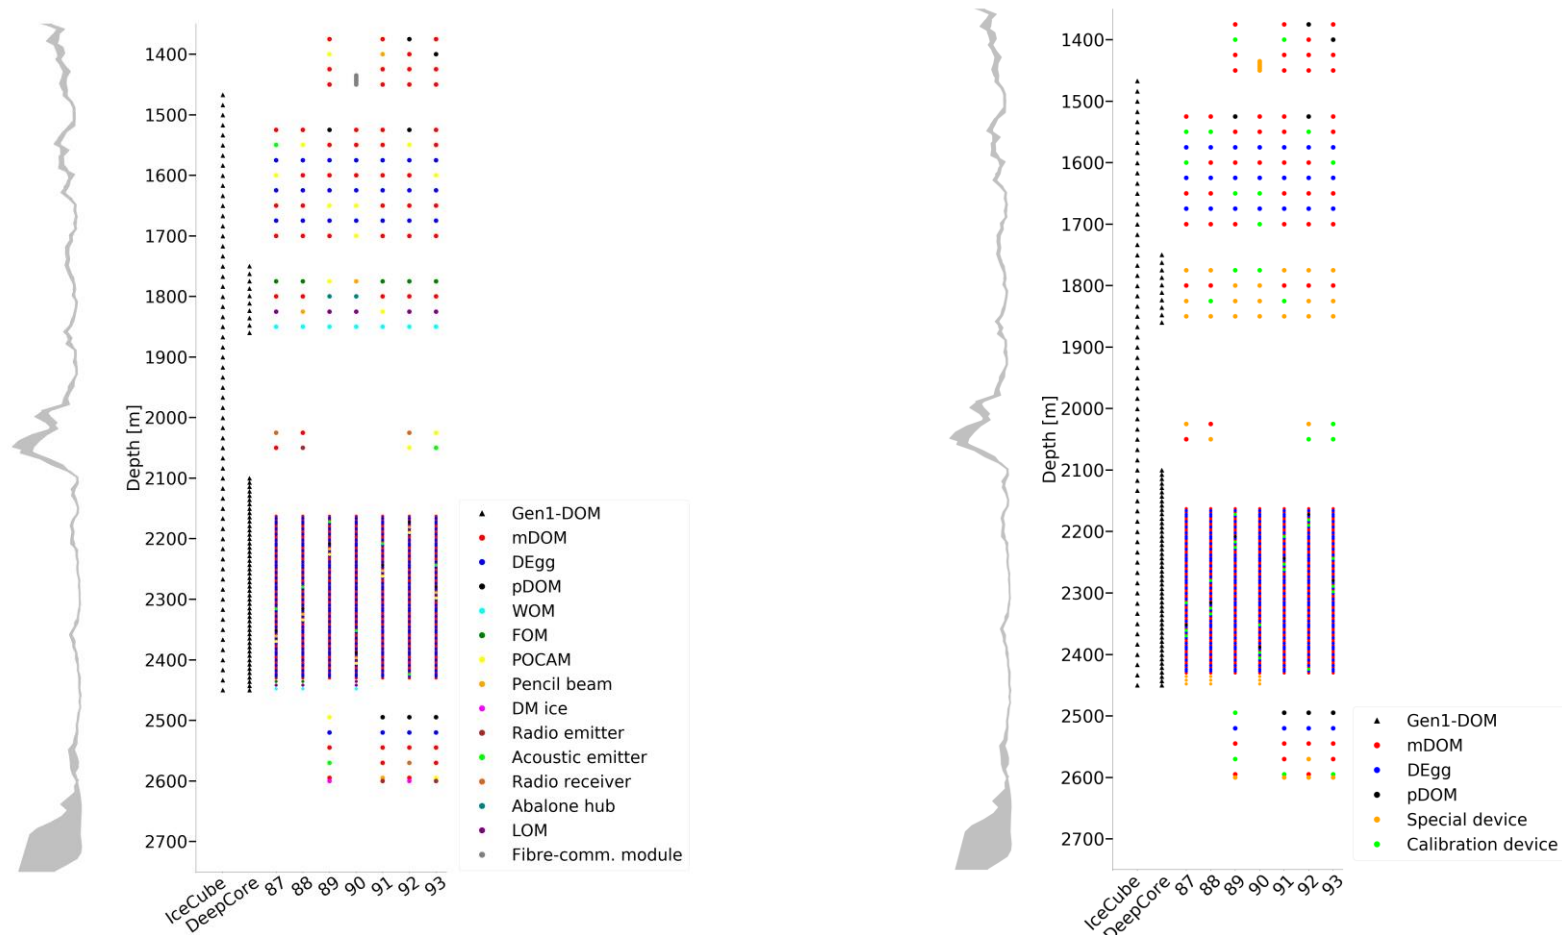 1400
1500
1600
1700
1800
1900
2000
2100
2200
2300
2400
2500
2600
2700
Depth [m]
IceCube
DeepCore
87
88
89
90
91
92
93
Gen1-DOM
mDOM
DEgg
pDOM
WOM
FOM
POCAM
Pencil beam
DM ice
Radio emitter
Acoustic emitter
Radio receiver
Abalone hub
LOM
Fibre-comm. module
1400
1500
1600
1700
1800
1900
2000
2100
2200
2300
2400
2500
2600
2700
Depth [m]
IceCube
DeepCore
87
88
89
90
91
92
93
Gen1-DOM
mDOM
DEgg
pDOM
Special device
Calibration device